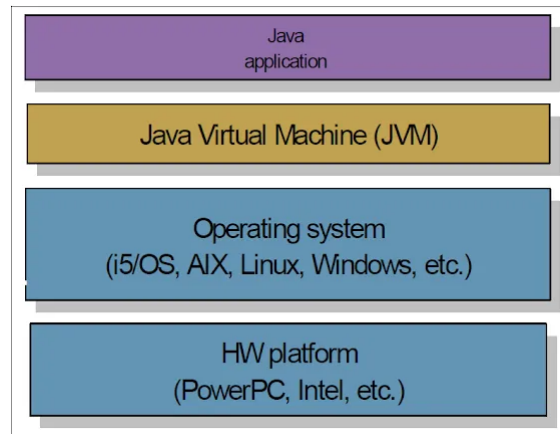 Java
application
Java Virtual Machine (JVM)
Operating system
(i5/OS, AIX, Linux, Windows, etc.)
HW platform
(PowerPC, Intel, etc.)